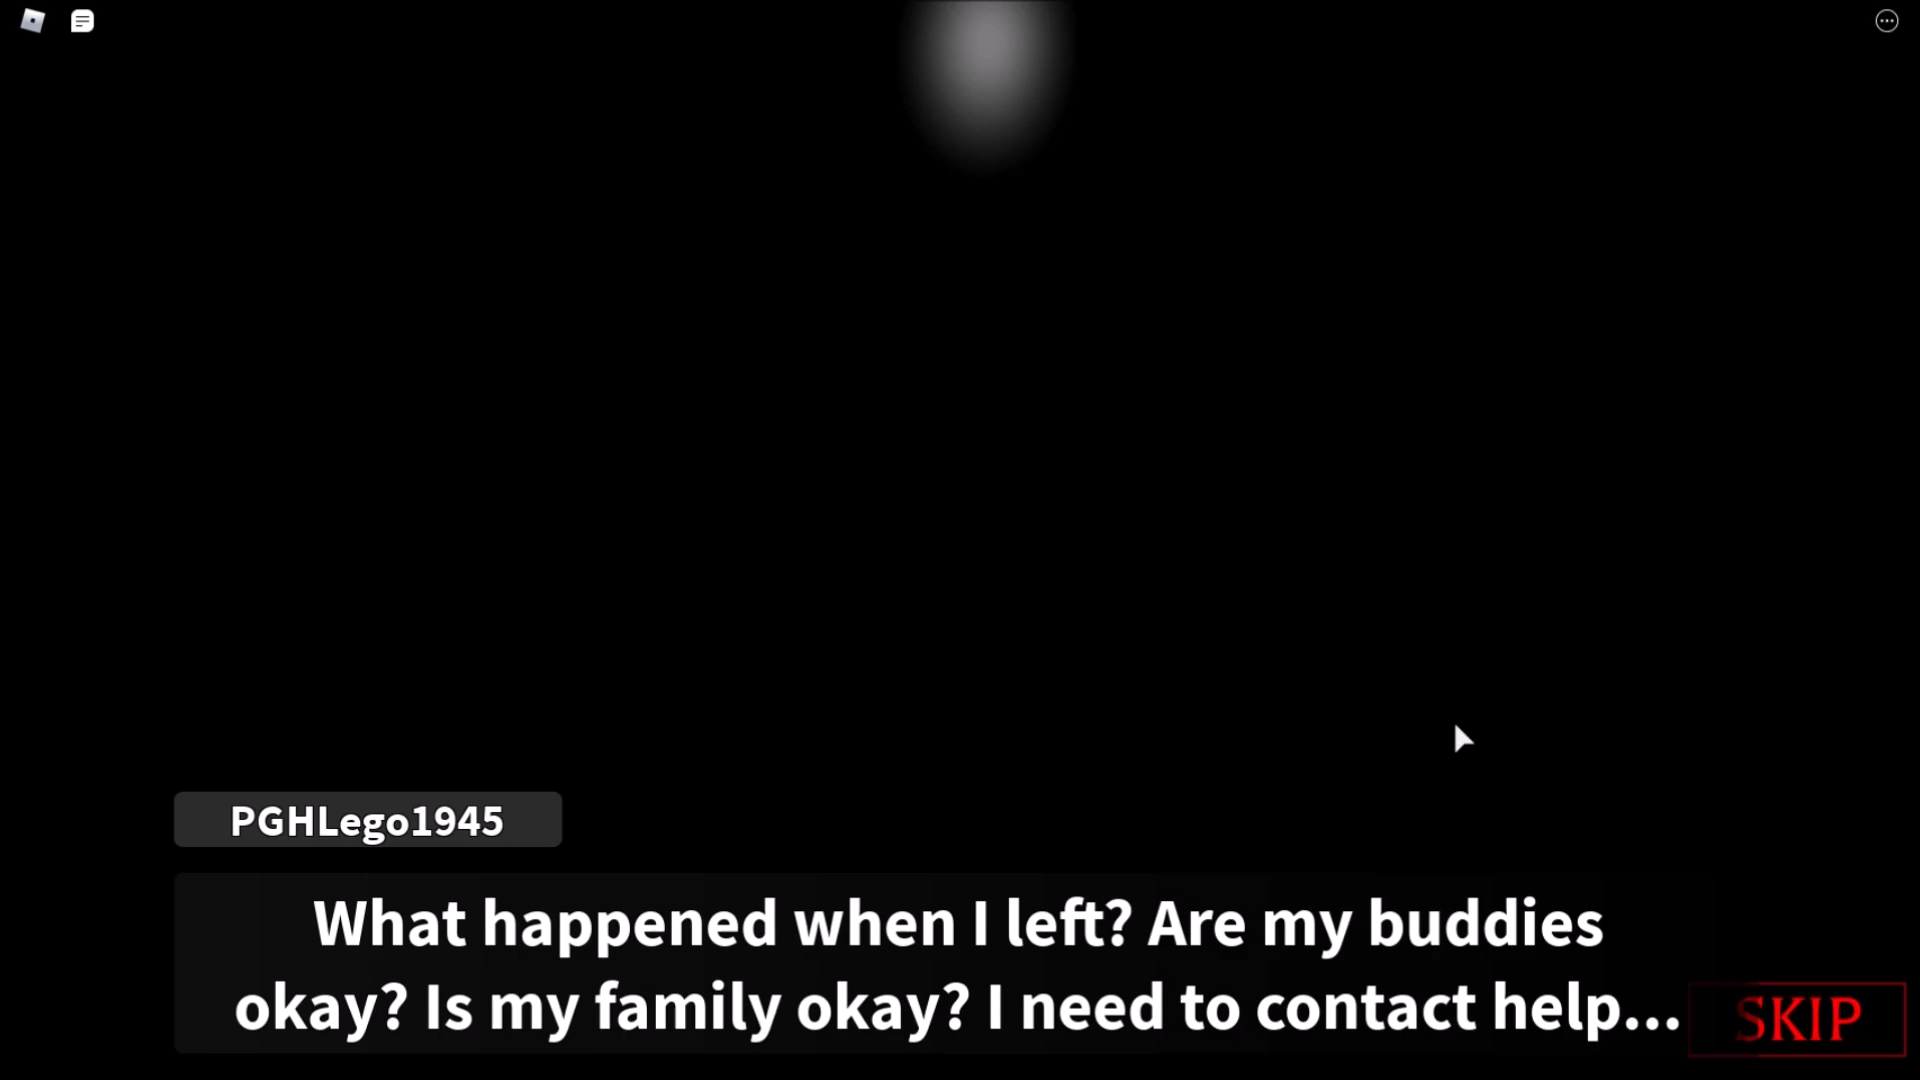 PGHLego1945
What happened when I left? Are my buddies
okay? Is my family okay? I need to contact help...
SKIP